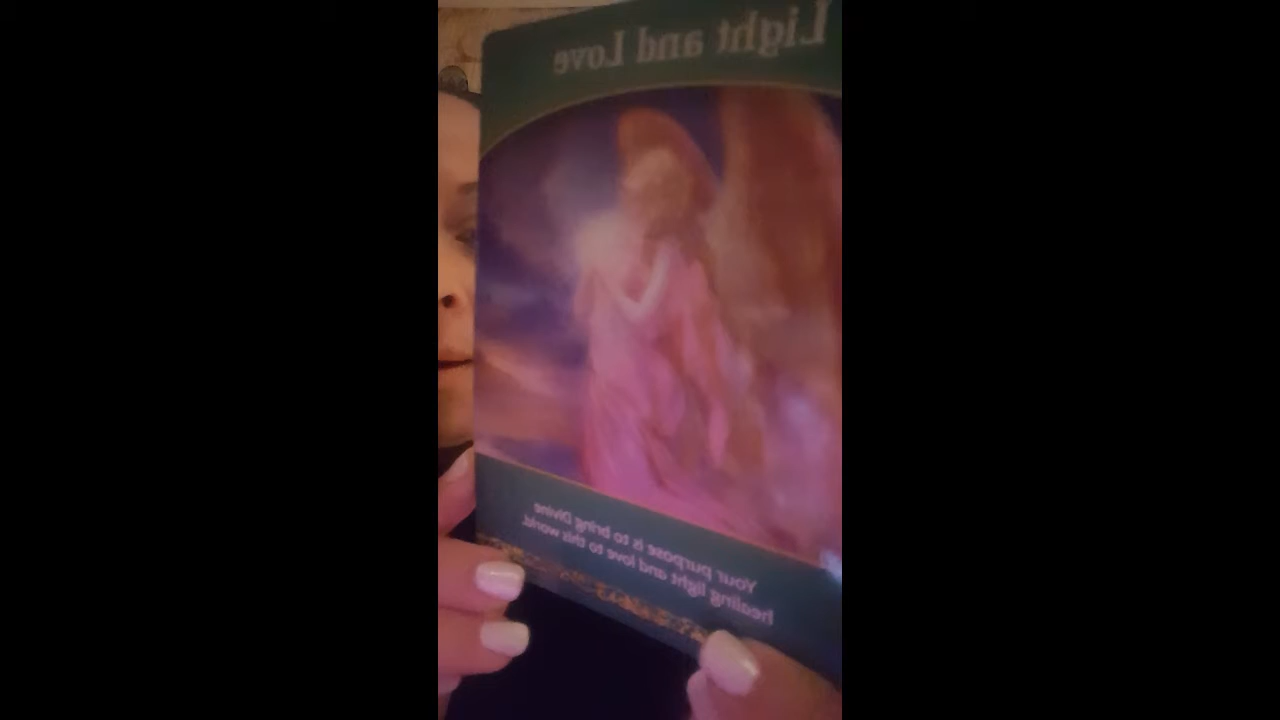 Light and Love
Your purpose is to bring Divine
healing light and love to this world.